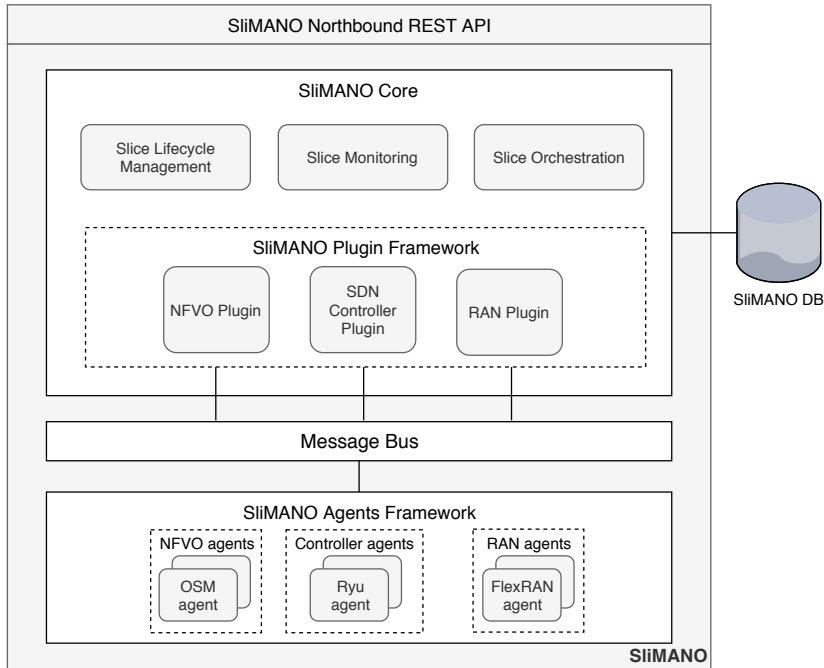 SliMANO Northbound REST API
SliMANO Core
Slice Lifecycle
Management
Slice Monitoring
Slice Orchestration
SliMANO Plugin Framework
NFVO Plugin
SDN
Controller
Plugin
RAN Plugin
SliMANO DB
Message Bus
SliMANO Agents Framework
NFVO agents
OSM
agent
Controller agents
Ryu
agent
RAN agents
FlexRAN
agent
SliMANO